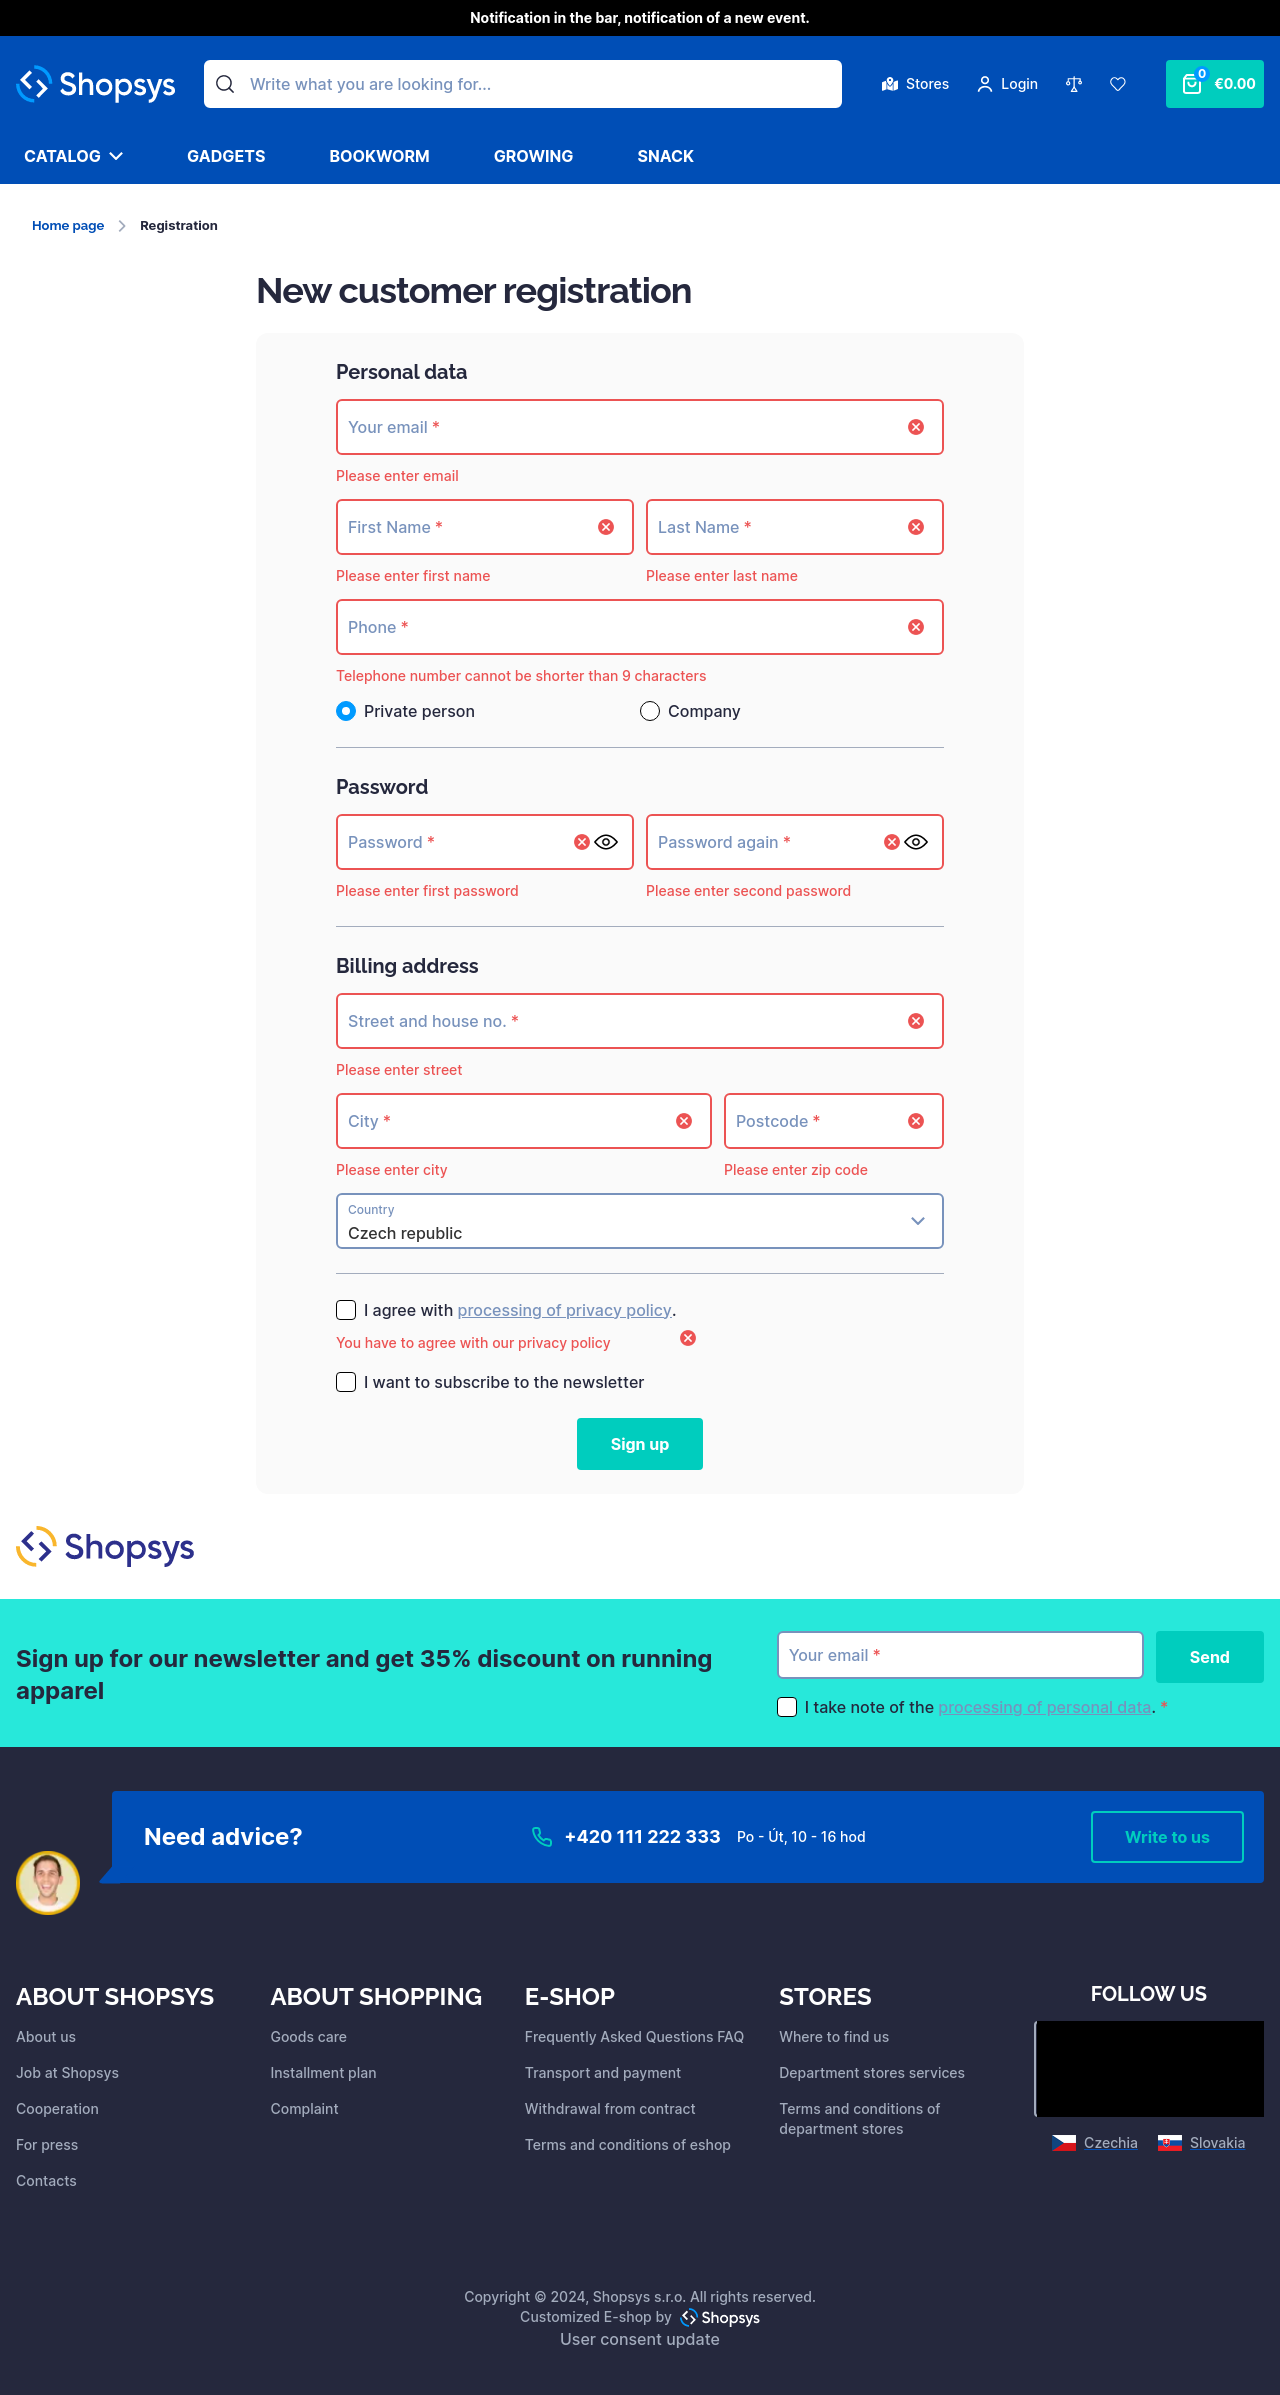 Notification in the bar, notification of a new event.
Shopsys
Write what you are looking for...
Stores
Login
0
€0.00
CATALOG
GADGETS
BOOKWORM
GROWING
SNACK
Home page
Registration
New customer registration
Personal data
Your email *
Please enter email
First Name *
Last Name *
Please enter first name
Please enter last name
Phone *
Telephone number cannot be shorter than 9 characters
Private person
Company
Password
Password *
Password again *
Please enter first password
Please enter second password
Billing address
Street and house no. *
Please enter street
City *
Postcode *
Please enter city
Please enter zip code
Country
Czech republic
I agree with processing of privacy policy.
You have to agree with our privacy policy
I want to subscribe to the newsletter
Sign up
Shopsys
Sign up for our newsletter and get 35% discount on running
apparel
Your email *
Send
I take note of the processing of personal data. *
Need advice?
+420 111 222 333
Po - Út, 10 - 16 hod
Write to us
ABOUT SHOPSYS
About us
Job at Shopsys
Cooperation
For press
Contacts
ABOUT SHOPPING
Goods care
Installment plan
Complaint
E-SHOP
Frequently Asked Questions FAQ
Transport and payment
Withdrawal from contract
Terms and conditions of eshop
STORES
Where to find us
Department stores services
Terms and conditions of
department stores
FOLLOW US
Czechia
Slovakia
Copyright © 2024, Shopsys s.r.o. All rights reserved.
Customized E-shop by Shopsys
User consent update